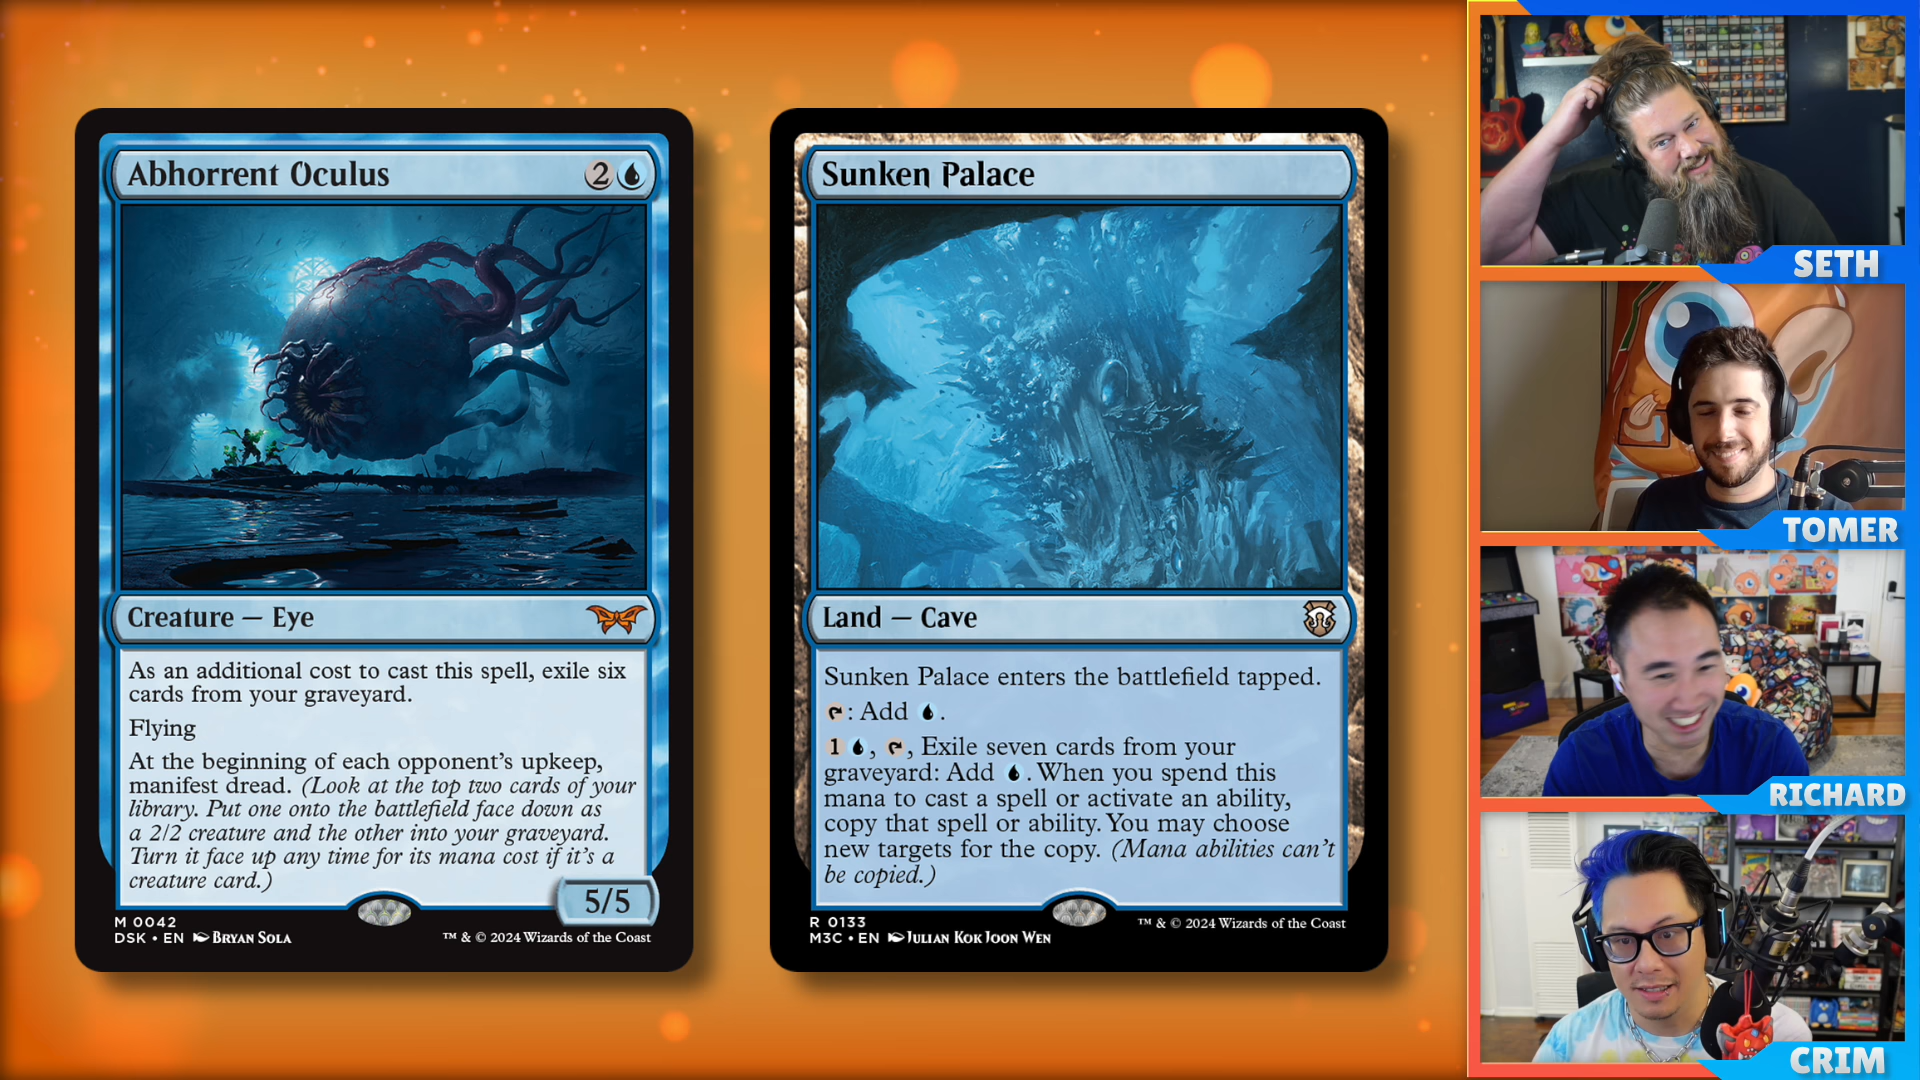 Abhorrent Oculus 2
Creature — Eye
As an additional cost to cast this spell, exile six
cards from your graveyard.
Flying
At the beginning of each opponent's upkeep,
manifest dread. (Look at the top two cards of your
library. Put one onto the battlefield face down as
a 2/2 creature and the other into your graveyard.
Turn it face up any time for its mana cost if it's a
creature card.)
5/5
M 0042
DSK • EN BRYAN SOLA
™ & © 2024 Wizards of the Coast
Sunken Palace
Land — Cave
Sunken Palace enters the battlefield tapped.
: Add .
1 , , Exile seven cards from your
graveyard: Add . When you spend this
mana to cast a spell or activate an ability,
copy that spell or ability. You may choose
new targets for the copy. (Mana abilities can't
be copied.)
R 0133
M3C • EN JULIAN KOK JOON WEN
™ & © 2024 Wizards of the Coast
SETH
TOMER
RICHARD
CRIM